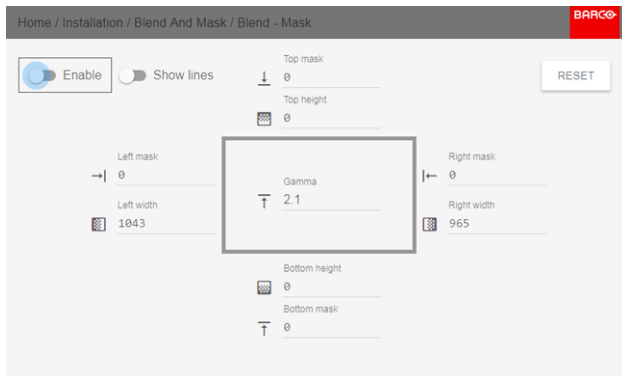 Home / Installation / Blend And Mask / Blend - Mask
BARCO
Enable
Show lines
RESET
Top mask
0
Top height
0
Left mask
0
Left width
1043
Gamma
2.1
Right mask
0
Right width
965
Bottom height
0
Bottom mask
0